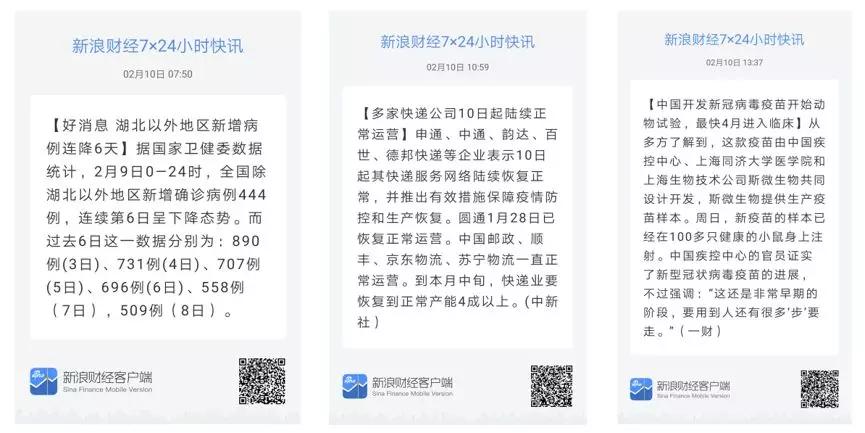 新浪财经7×24小时快讯
02月10日 07:50
【好消息 湖北以外地区新增病
例连降6天】据国家卫健委数据
统计，2月9日0—24时，全国除
湖北以外地区新增确诊病例444
例，连续第6日呈下降态势。而
过去6日这一数据分别为：890
例(3日)、731例(4日)、707例
(5日)、696例(6日)、558例
（7日），509例（8日）。
新浪财经客户端
Sina Finance Mobile Version
新浪财经7×24小时快讯
02月10日 10:59
【多家快递公司10日起陆续正
常运营】申通、中通、韵达、百
世、德邦快递等企业表示10日
起其快递服务网络陆续恢复正
常，并推出有效措施保障疫情防
控和生产恢复。圆通1月28日已
恢复正常运营。中国邮政、顺
丰、京东物流、苏宁物流一直正
常运营。到本月中旬，快递业要
恢复到正常产能4成以上。(中新
社）
新浪财经客户端
Sina Finance Mobile Version
新浪财经7×24小时快讯
02月10日 13:37
【中国开发新冠病毒疫苗开始动
物试验，最快4月进入临床】从
多方了解到，这款疫苗由中国疾
控中心、上海同济大学医学院和
上海生物技术公司斯微生物共同
设计开发，斯微生物提供生产疫
苗样本。周日，新疫苗的样本已
经在100多只健康的小鼠身上注
射。中国疾控中心的官员证实
了新型冠状病毒疫苗的进展，
不过强调：“这还是非常早期的
阶段，要用到人还有很多‘步’要
走。”（一财）
新浪财经客户端
Sina Finance Mobile Version